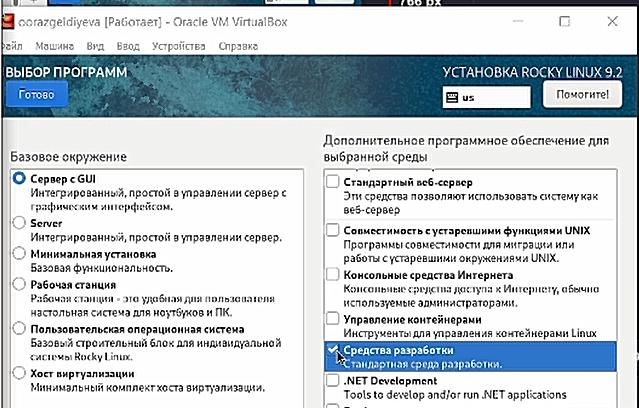 766 px
oorazgeldiyeva [Работает] - Oracle VM VirtualBox
Файл Машина Вид Ввод Устройства Справка
ВЫБОР ПРОГРАММ
УСТАНОВКА ROCKY LINUX 9.2
Готово
us
Помогите!
Базовое окружение
Сервер с GUI
Интегрированный, простой в управлении сервер с
графическим интерфейсом.
Server
Интегрированный, простой в управлении сервер.
Минимальная установка
Базовая функциональность.
Рабочая станция
Рабочая станция - это удобная для пользователя
настольная система для ноутбуков и ПК.
Пользовательская операционная система
Базовый строительный блок для индивидуальной
системы Rocky Linux.
Хост виртуализации
Минимальный комплект хоста виртуализации.
Дополнительное программное обеспечение для
выбранной среды
Стандартный веб-сервер
Эти средства позволяют использовать систему как
веб-сервер
Совместимость с устаревшими функциями UNIX
Программы совместимости для миграции или
работы с устаревшими окружениями UNIX.
Консольные средства Интернета
Консольные средства доступа к Интернету, обычно
используемые администраторами.
Управление контейнерами
Инструменты для управления контейнерами Linux
Средства разработки
Стандартная среда разработки.
.NET Development
Tools to develop and/or run .NET applications